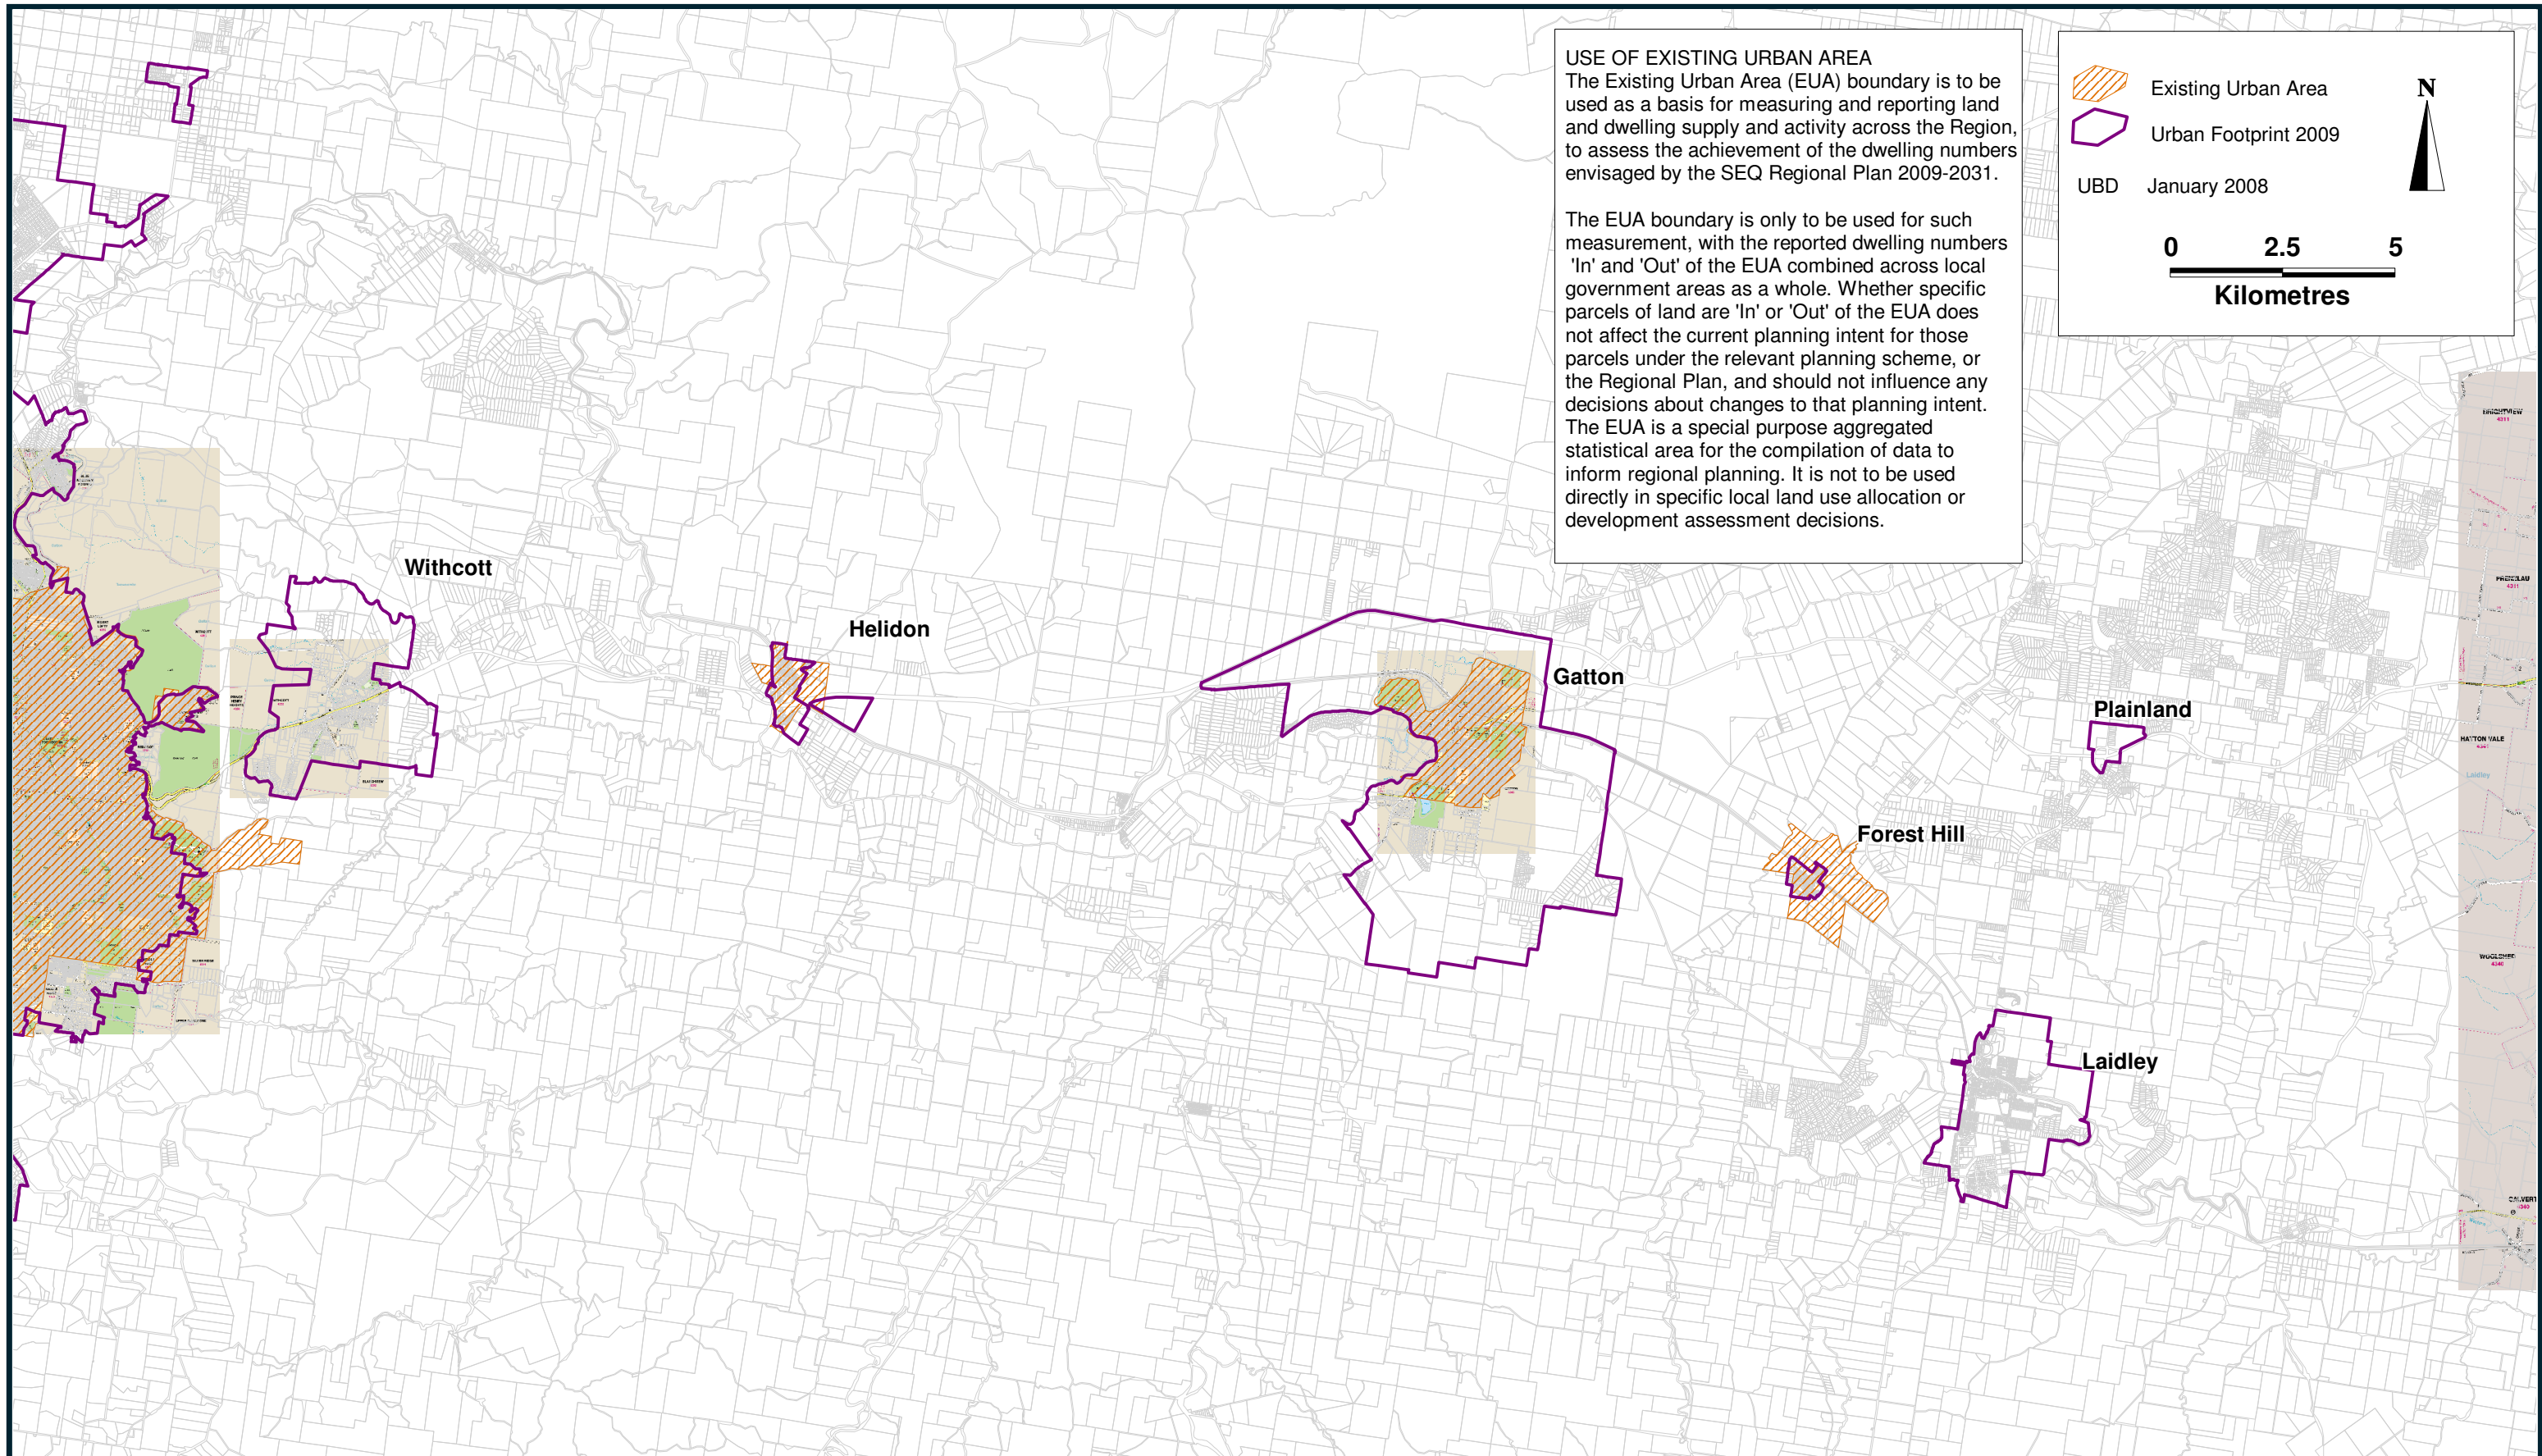 USE OF EXISTING URBAN AREA
The Existing Urban Area (EUA) boundary is to be
used as a basis for measuring and reporting land
and dwelling supply and activity across the Region,
to assess the achievement of the dwelling numbers
envisaged by the SEQ Regional Plan 2009-2031.
The EUA boundary is only to be used for such
measurement, with the reported dwelling numbers
'In' and 'Out' of the EUA combined across local
government areas as a whole. Whether specific
parcels of land are 'In' or 'Out' of the EUA does
not affect the current planning intent for those
parcels under the relevant planning scheme, or
the Regional Plan, and should not influence any
decisions about changes to that planning intent.
The EUA is a special purpose aggregated
statistical area for the compilation of data to
inform regional planning. It is not to be used
directly in specific local land use allocation or
development assessment decisions.
Existing Urban Area
Urban Footprint 2009
UBD January 2008
N
0 2.5 5
Kilometres
Withcott
Helidon
Gatton
Plainland
Forest Hill
Laidley
HATTON VALE
Laidley
CALVERT
4340